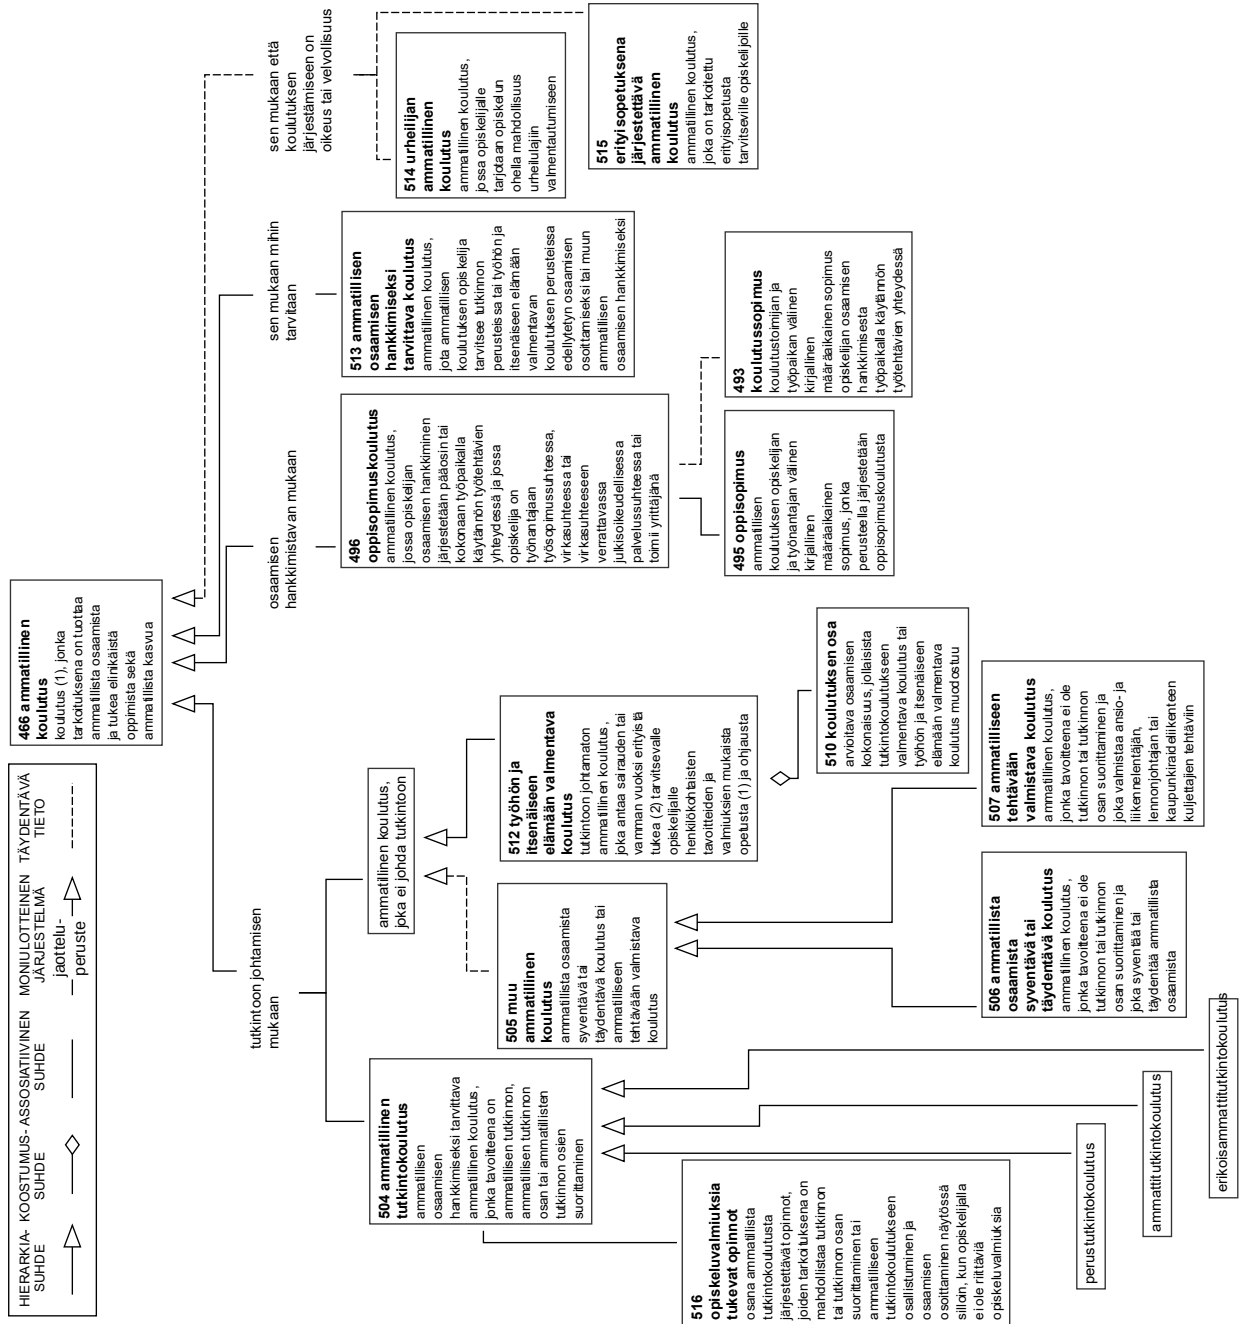 HIERARKIA- KOOSTUMUS- ASSOSIATIIVINEN MONIULOTTEINEN TÄYDENTÄVÄ
SUHDE SUHDE SUHDE JÄRJESTELMÄ TIETO
jaottelu-
peruste
466 ammatillinen
koulutus
koulutus (1), jonka
tarkoituksena on tuottaa
ammatillista osaamista
ja tukea elinikäistä
oppimista sekä
ammatillista kasvua
tutkintoon johtamisen
mukaan
osaamisen
hankkimistavan mukaan
sen mukaan mihin
tarvitaan
sen mukaan että
koulutuksen
järjestämiseen on
oikeus tai velvollisuus
504 ammatillinen
tutkintokoulutus
ammatillisen
osaamisen
hankkimiseksi tarvittava
ammatillinen koulutus,
jonka tavoitteena on
ammatillisen tutkinnon,
ammatillisen tutkinnon
osan tai ammatillisten
tutkinnon osien
suorittaminen
ammatillinen koulutus,
joka ei johda tutkintoon
505 muu
ammatillinen
koulutus
ammatillista osaamista
syventävä tai
täydentävä koulutus tai
ammatilliseen
tehtävään valmistava
koulutus
512 työhön ja
itsenäiseen
elämään valmentava
koulutus
tutkintoon johtamaton
ammatillinen koulutus,
joka antaa sairauden tai
vamman vuoksi erityistä
tukea (2) tarvitsevalle
opiskelijalle
henkilökohtaisten
tavoitteiden ja
valmiuksien mukaista
opetusta (1) ja ohjausta
496
oppisopimuskoulutus
ammatillinen koulutus,
jossa opiskelijan
osaamisen hankkiminen
järjestetään pääosin tai
kokonaan työpaikalla
käytännön työtehtävien
yhteydessä ja jossa
opiskelija on
työnantajaan
työsopimussuhteessa,
virkasuhteessa tai
virkasuhteeseen
verrattavassa
julkisoikeudellisessa
palvelussuhteessa tai
toimii yrittäjänä
513 ammatillisen
osaamisen
hankkimiseksi
tarvittava koulutus
ammatillinen koulutus,
jota ammatillisen
koulutuksen opiskelija
tarvitsee tutkinnon
perusteissa tai työhön ja
itsenäiseen elämään
valmentavan
koulutuksen perusteissa
edellytetyn osaamisen
osoittamiseksi tai muun
ammatillisen
osaamisen hankkimiseksi
514 urheilijan
ammatillinen
koulutus
ammatillinen koulutus,
jossa opiskelijalle
tarjotaan opiskelun
ohella mahdollisuus
urheilulajiin
valmentautumiseen
515
erityisopetuksena
järjestettävä
ammatillinen
koulutus
ammatillinen koulutus,
joka on tarkoitettu
erityisopetusta
tarvitseville opiskelijoille
516
opiskeluvalmiuksia
tukevat opinnot
osana ammatillista
tutkintokoulutusta
järjestettävät opinnot,
joiden tarkoituksena on
mahdollistaa tutkinnon
tai tutkinnon osan
suorittaminen tai
ammatilliseen
tutkintokoulutukseen
osallistuminen ja
osaamisen
osoittaminen näytössä
silloin, kun opiskelijalla
ei ole riittäviä
opiskeluvalmiuksia
perustutkintokoulutus
ammattitutkintokoulutus
erikoisammattitutkintokoulutus
506 ammatillista
osaamista
syventävä tai
täydentävä koulutus
ammatillinen koulutus,
jonka tavoitteena ei ole
tutkinnon tai tutkinnon
osan suorittaminen ja
joka syventää tai
täydentää ammatillista
osaamista
507 ammatilliseen
tehtävään
valmistava koulutus
ammatillinen koulutus,
jonka tavoitteena ei ole
tutkinnon tai tutkinnon
osan suorittaminen ja
joka valmistaa ansio- ja
liikennelentäjän,
lennonjohtajan tai
kaupunkiraideliikenteen
kuljettajien tehtäviin
510 koulutuksen osa
arvioitava osaamisen
kokonaisuus, jollaisista
tutkintokoulutukseen
valmentava koulutus tai
työhön ja itsenäiseen
elämään valmentava
koulutus muodostuu
495 oppisopimus
ammatillisen
koulutuksen opiskelijan
ja työnantajan välinen
kirjallinen
määräaikainen
sopimus, jonka
perusteella järjestetään
oppisopimuskoulutusta
493
koulutussopimus
koulutustoimijan ja
työpaikan välinen
kirjallinen
määräaikainen sopimus
opiskelijan osaamisen
hankkimisesta
työpaikalla käytännön
työtehtävien yhteydessä